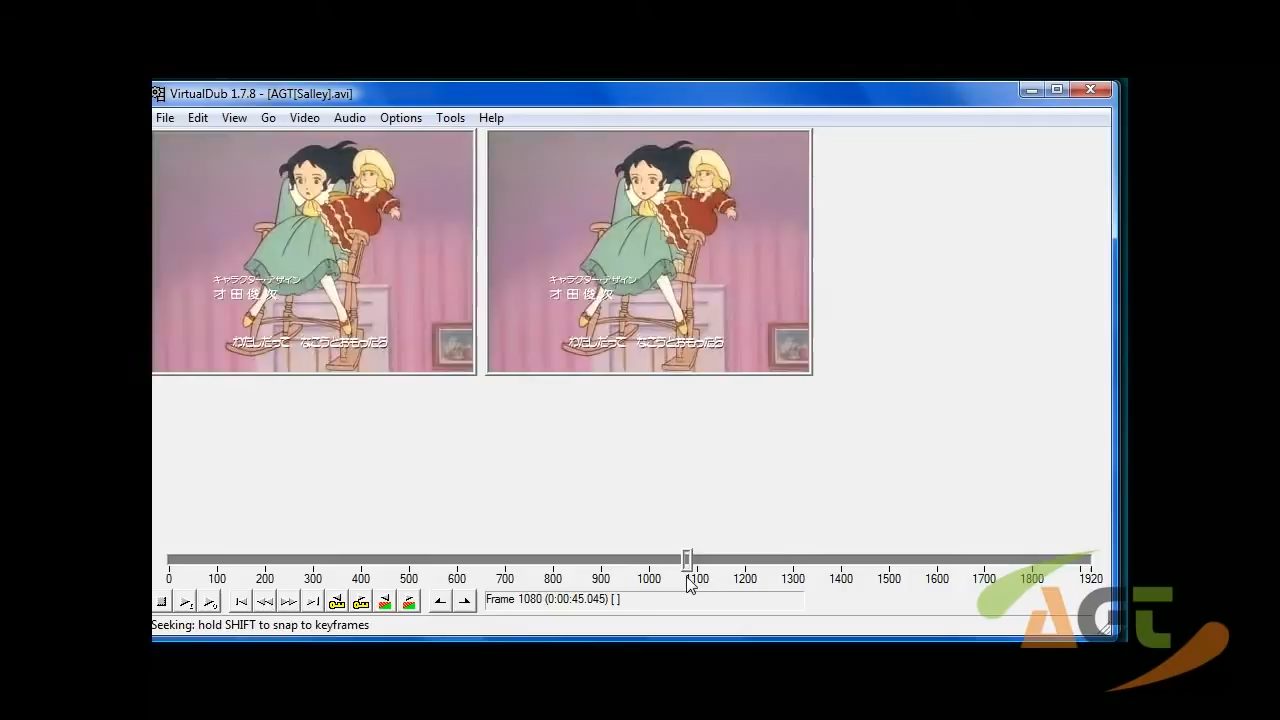 VirtualDub 1.7.8 - [AGT[Salley].avi]
File Edit View Go Video Audio Options Tools Help
キャラクターデザイン
才田俊次
わたしだって なこうとおもったら
キャラクターデザイン
才田俊次
わたしだって なこうとおもったら
0 100 200 300 400 500 600 700 800 900 1000 1100 1200 1300 1400 1500 1600 1700 1800 1920
Frame 1080 (0:00:45.045) [ ]
Seeking: hold SHIFT to snap to keyframes
AGT